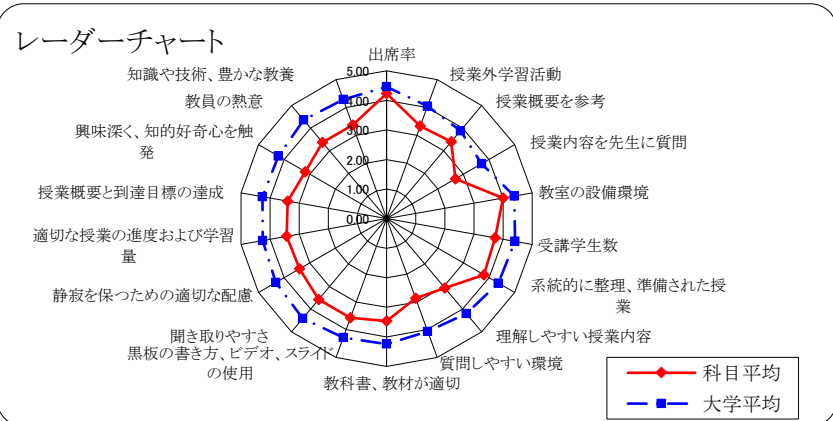 レーダーチャート
出席率
授業外学習活動
授業概要を参考
授業内容を先生に質問
教室の設備環境
受講学生数
系統的に整理、準備された授
業
理解しやすい授業内容
質問しやすい環境
教科書、教材が適切
黒板の書き方、ビデオ、スライド
の使用
聞き取りやすさ
静寂を保つための適切な配慮
適切な授業の進度および学習
量
授業概要と到達目標の達成
興味深く、知的好奇心を触
発
教員の熱意
知識や技術、豊かな教養
5.00
4.00
3.00
2.00
1.00
0.00
科目平均
大学平均